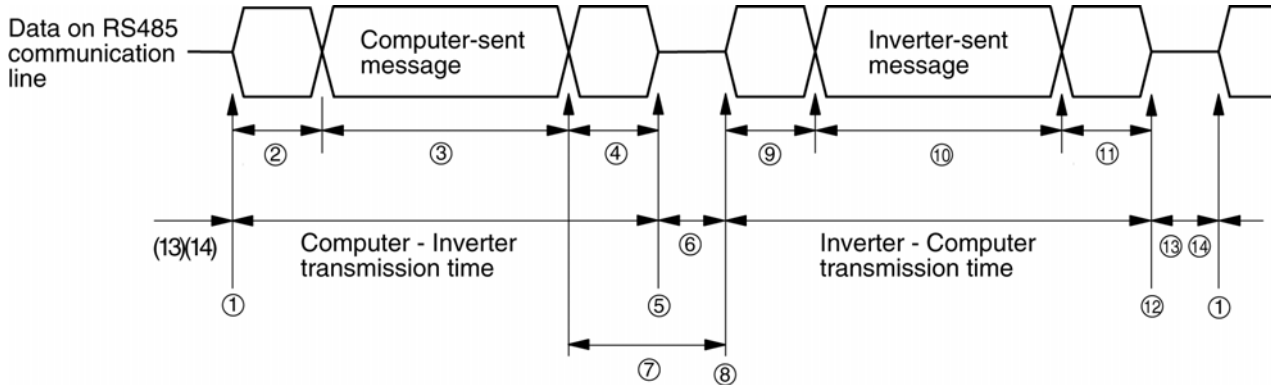 Data on RS485
communication
line
Computer-sent
message
Inverter-sent
message
② ③ ④ ⑨ ⑩ ⑪
(13)(14)
Computer - Inverter
transmission time
⑥
Inverter - Computer
transmission time
⑬ ⑭
① ⑤ ⑫ ①
⑦ ⑧